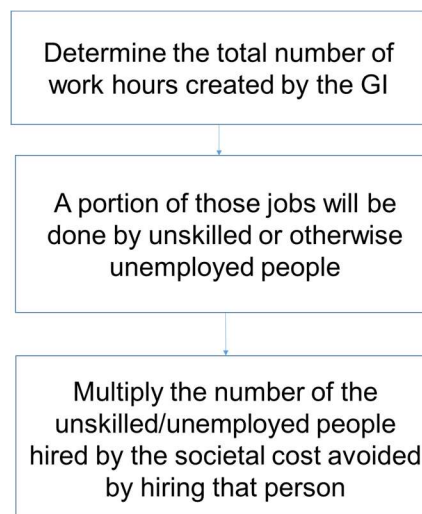 Determine the total number of
work hours created by the GI
A portion of those jobs will be
done by unskilled or otherwise
unemployed people
Multiply the number of the
unskilled/unemployed people
hired by the societal cost avoided
by hiring that person